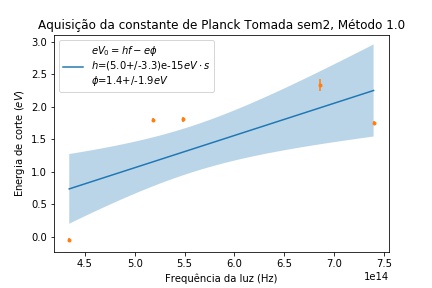 Aquisição da constante de Planck Tomada sem2, Método 1.0
eV₀ = hf − eϕ
h=(5.0+/-3.3)e-15eV · s
ϕ=1.4+/-1.9eV
Energia de corte (eV)
3.0
2.5
2.0
1.5
1.0
0.5
0.0
4.5 5.0 5.5 6.0 6.5 7.0 7.5
1e14
Frequência da luz (Hz)